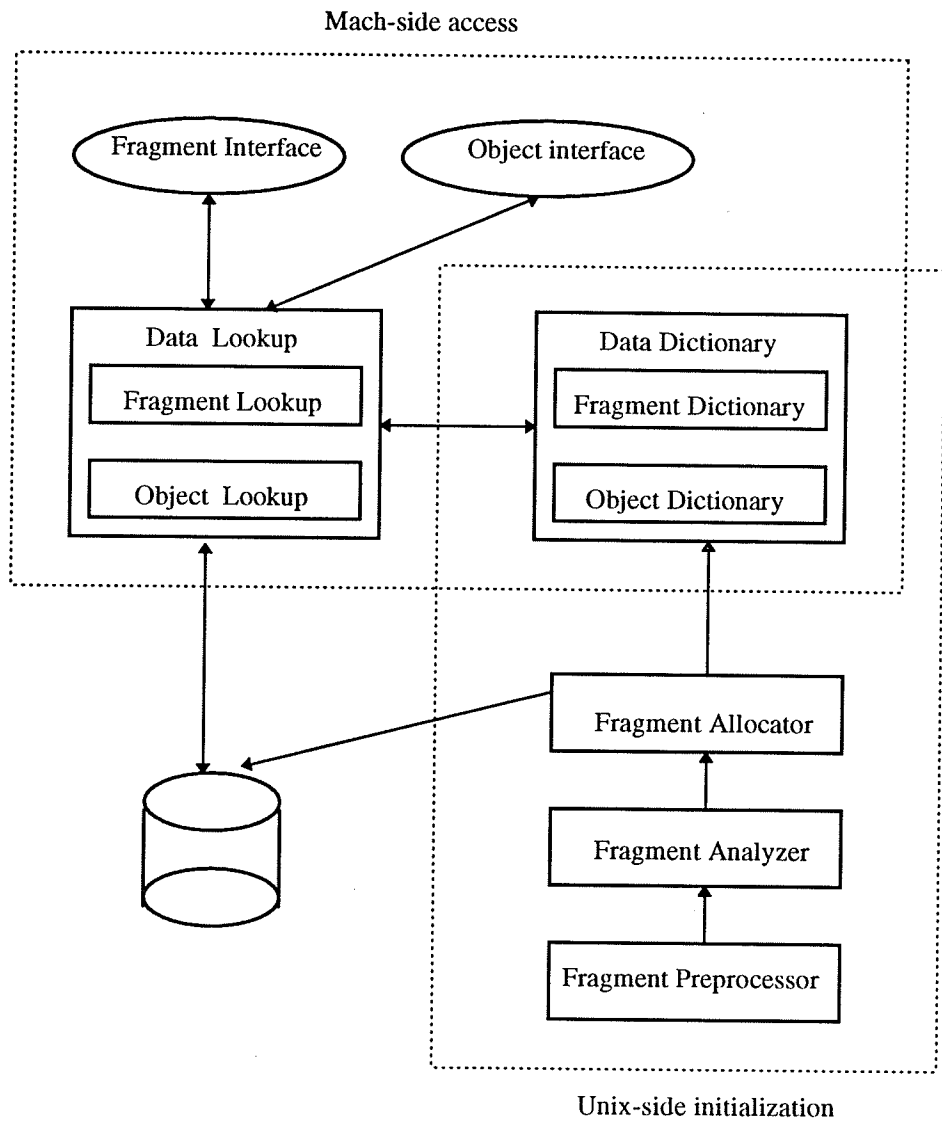 Mach-side access
Fragment Interface
Object interface
Data Lookup
Fragment Lookup
Object Lookup
Data Dictionary
Fragment Dictionary
Object Dictionary
Fragment Allocator
Fragment Analyzer
Fragment Preprocessor
Unix-side initialization